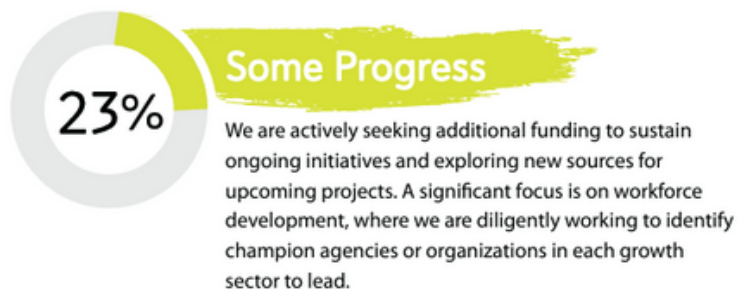 23%
Some Progress
We are actively seeking additional funding to sustain
ongoing initiatives and exploring new sources for
upcoming projects. A significant focus is on workforce
development, where we are diligently working to identify
champion agencies or organizations in each growth
sector to lead.